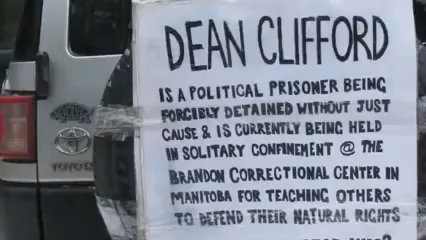 DEAN CLIFFORD
IS A POLITICAL PRISONER BEING
FORCIBLY DETAINED WITHOUT JUST
CAUSE & IS CURRENTLY BEING HELD
IN SOLITARY CONFINEMENT @ THE
BRANDON CORRECTIONAL CENTER IN
MANITOBA FOR TEACHING OTHERS
TO DEFEND THEIR NATURAL RIGHTS
TOYOTA